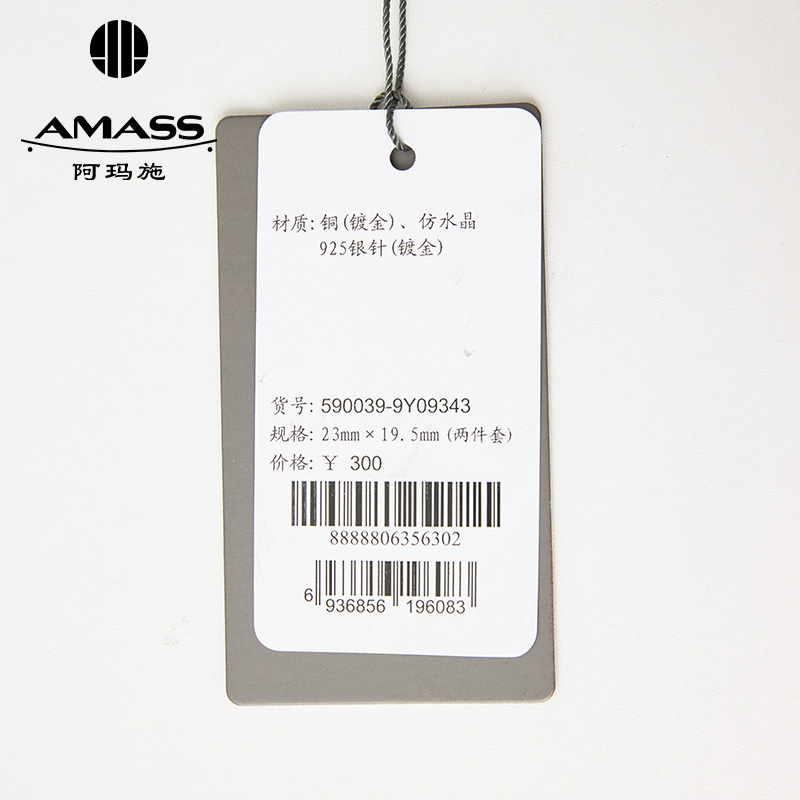 AMASS
阿玛施
材质: 铜(镀金)、仿水晶
925银针(镀金)
货号: 590039-9Y09343
规格: 23mm×19.5mm(两件套)
价格: ¥ 300
8888806356302
6 936856 196083